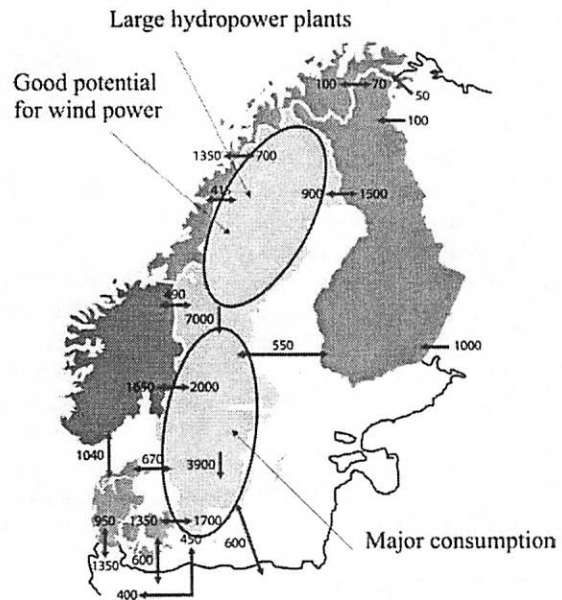 Large hydropower plants
Good potential
for wind power
100 70
50
100
1350 700
415
900 1500
490
7000
550
1000
1650 2000
1040
670
3900
950 1350 1700
450
1350 600 600
400
Major consumption